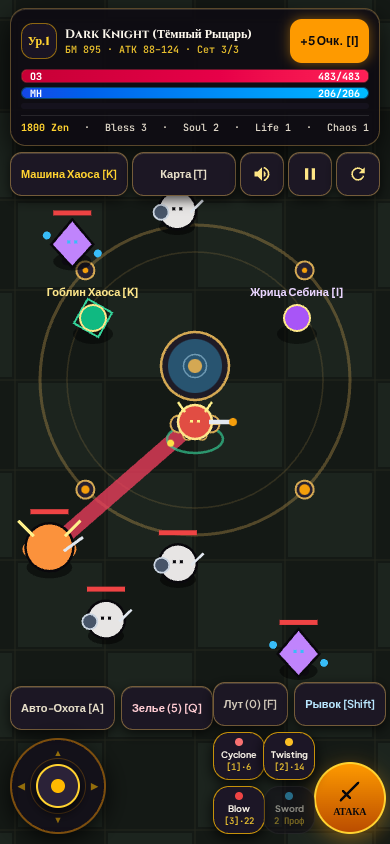 Ур.1
Dark Knight (Тёмный Рыцарь)
БМ 895 · АТК 88–124 · Сет 3/3
+5 Очк. [I]
ОЗ 483/483
МН 206/206
1800 Zen · Bless 3 · Soul 2 · Life 1 · Chaos 1
Машина Хаоса [K]
Карта [T]
Гоблин Хаоса [K]
Жрица Себина [I]
Авто-Охота [A]
Зелье (5) [Q]
Лут (0) [F]
Рывок [Shift]
Cyclone
[1]·6
Twisting
[2]·14
Blow
[3]·22
Sword
2 Проф
АТАКА